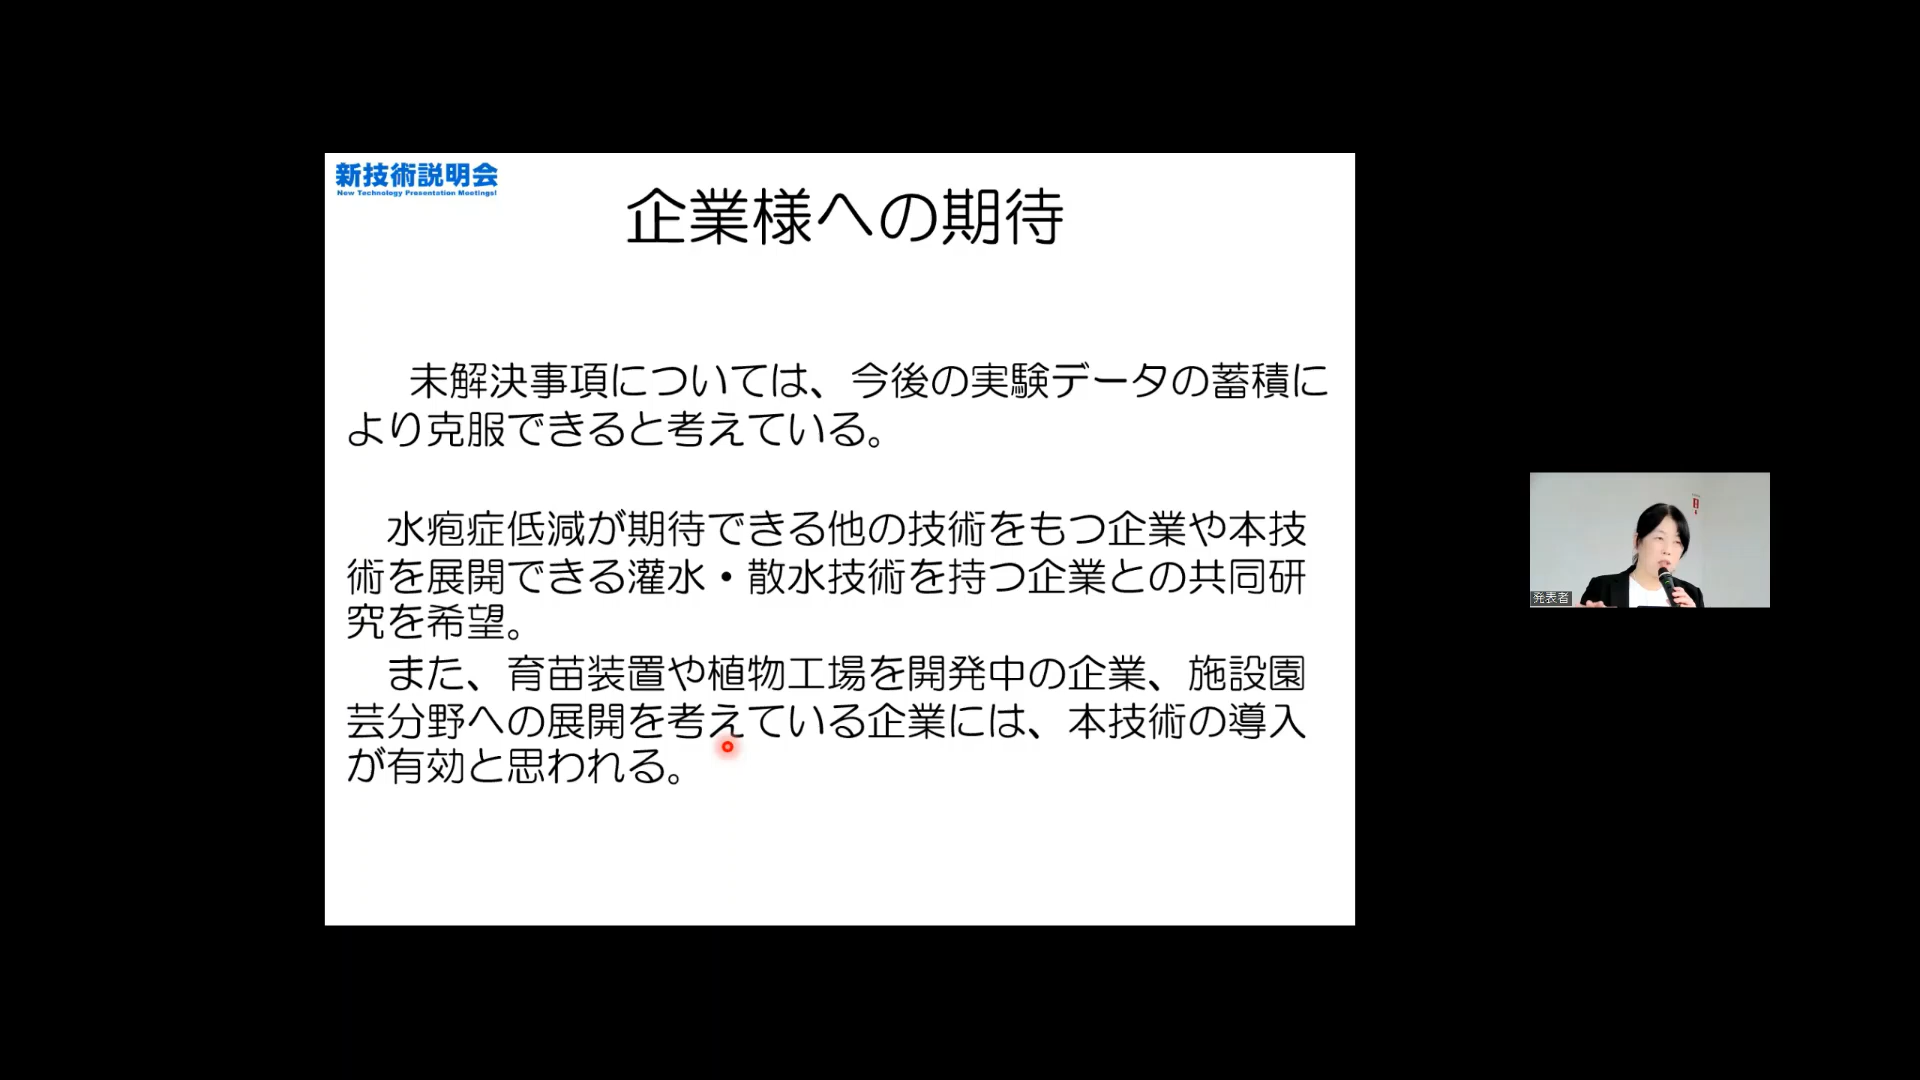 新技術説明会
New Technology Presentation Meetings!
企業様への期待
未解決事項については、今後の実験データの蓄積に
より克服できると考えている。
水疱症低減が期待できる他の技術をもつ企業や本技
術を展開できる灌水・散水技術を持つ企業との共同研
究を希望。
また、育苗装置や植物工場を開発中の企業、施設園
芸分野への展開を考えている企業には、本技術の導入
が有効と思われる。
発表者